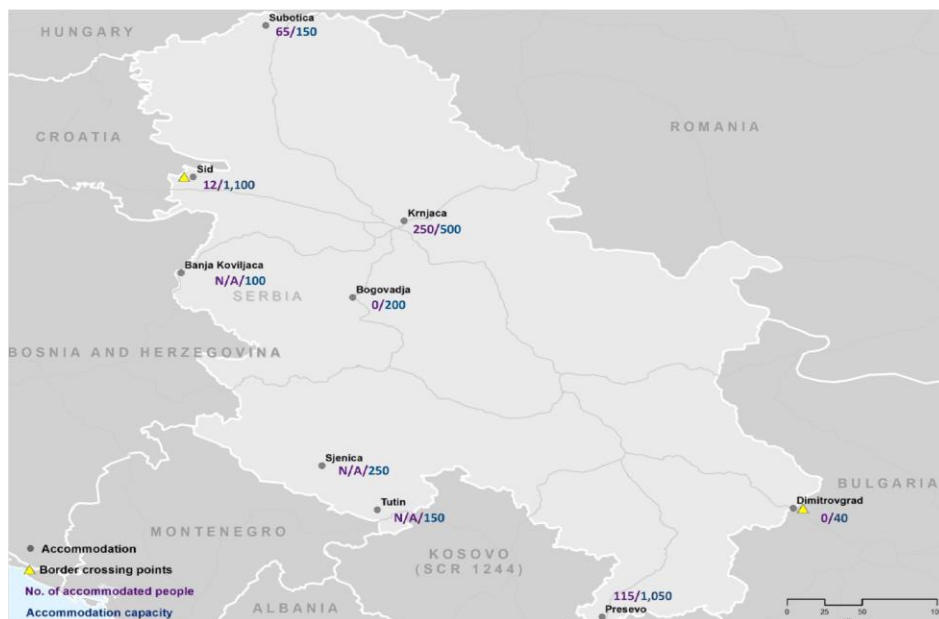 Subotica
65/150
HUNGARY
ROMANIA
CROATIA
Sid
12/1,100
Krnjaca
250/500
Banja Koviljaca
N/A/100
SERBIA
Bogovadja
0/200
BOSNIA AND HERZEGOVINA
Sjenica
N/A/250
BULGARIA
Tutin
N/A/150
Dimitrovgrad
0/40
MONTENEGRO
KOSOVO
(SCR 1244)
Accommodation
Border crossing points
No. of accommodated people
Accommodation capacity
ALBANIA
115/1,050
Presevo
0 25 50